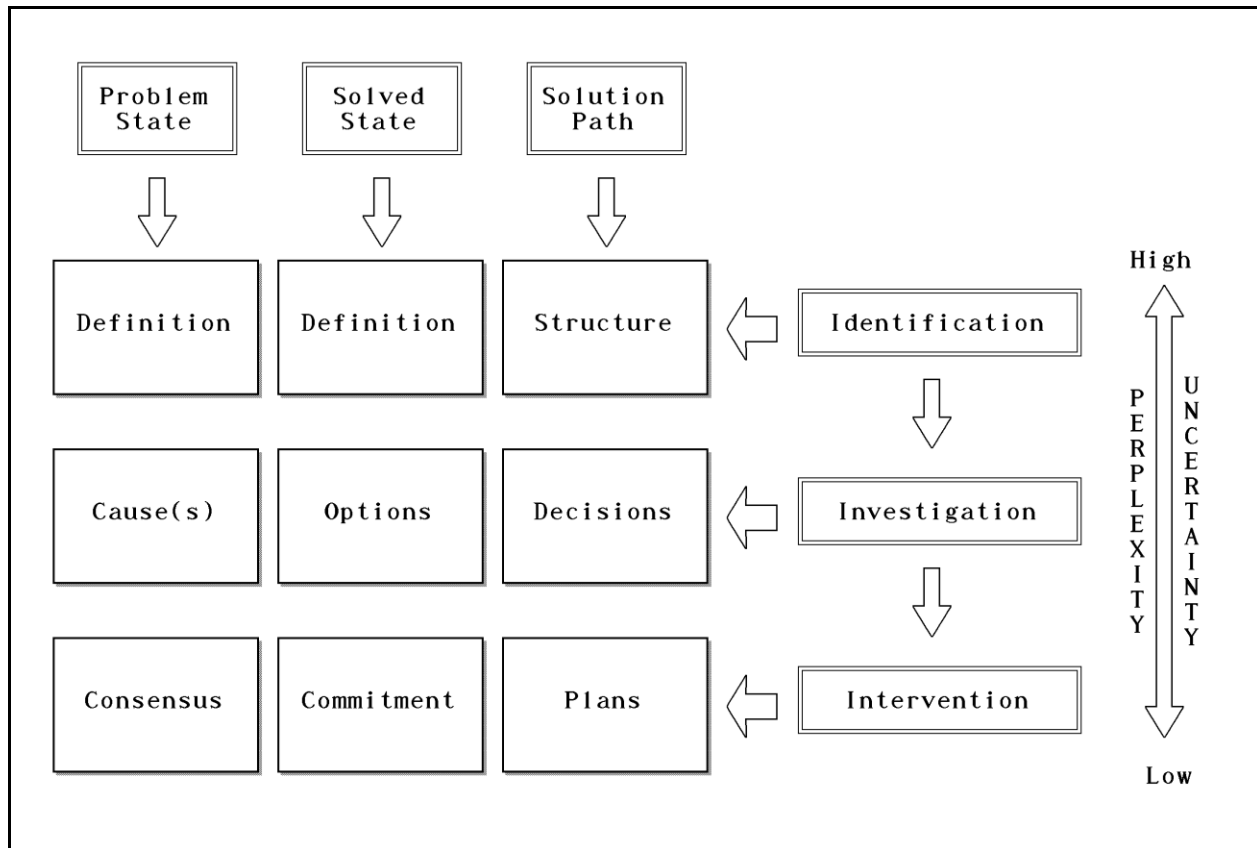 Problem
State
Solved
State
Solution
Path
High
Definition
Definition
Structure
Identification
PERPLEXITY
UNCERTAINTY
Cause(s)
Options
Decisions
Investigation
Consensus
Commitment
Plans
Intervention
Low